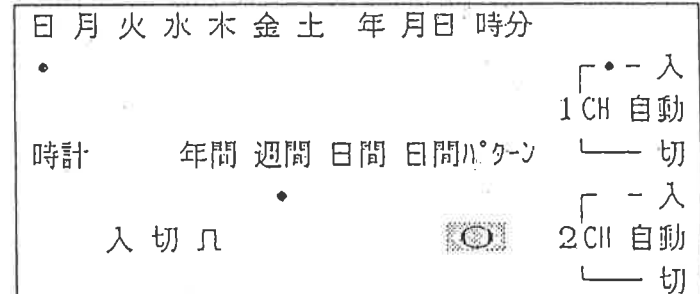 日 月 火 水 木 金 土 年 月日 時分
入
1CH 自動
時計 年間 週間 日間 日間パターン 切
入
入 切 几 2CH 自動
切